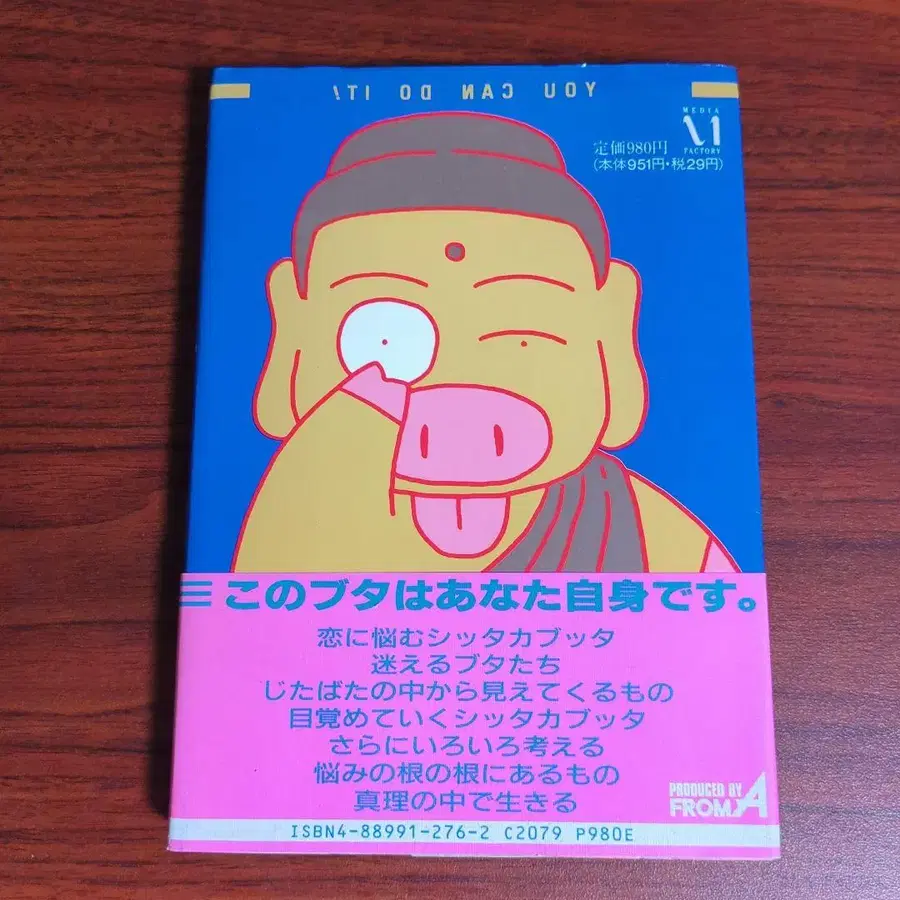 YOU CAN DO IT!
MEDIA
FACTORY
定価980円
(本体951円・税29円)
このブタはあなた自身です。
恋に悩むシッタカブッタ
迷えるブタたち
じたばたの中から見えてくるもの
目覚めていくシッタカブッタ
さらにいろいろ考える
悩みの根の根にあるもの
真理の中で生きる
PRODUCED BY
FROM A
ISBN4-88991-276-2 C2079 P980E